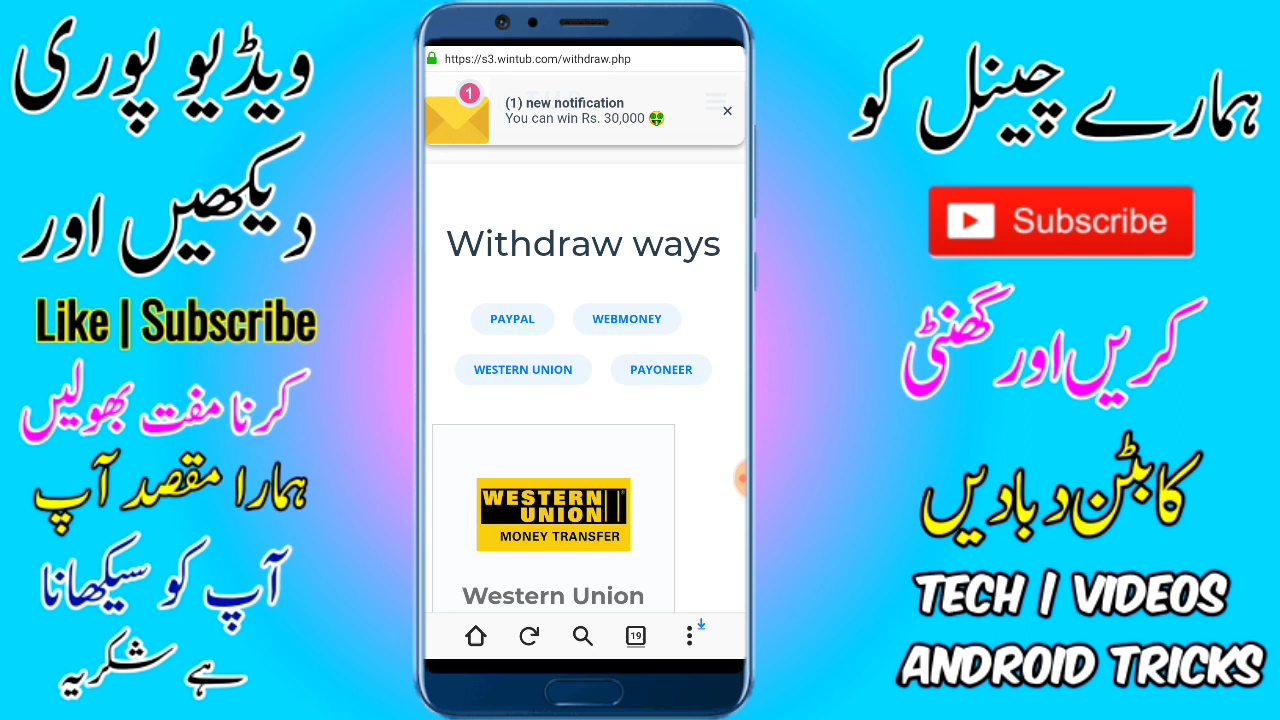 ویڈیو پوری
دیکھیں اور
Like | Subscribe
کرنا مفت بھولیں
ہمارا مقصد آپ
آپ کو سیکھانا
ہے شکریہ
https://s3.wintub.com/withdraw.php
1
(1) new notification
You can win Rs. 30,000 🤑
×
Withdraw ways
PAYPAL
WEBMONEY
WESTERN UNION
PAYONEER
WESTERN
UNION
MONEY TRANSFER
Western Union
19
ہمارے چینل کو
Subscribe
کریں اور گھنٹی
کا بٹن دبا دیں
TECH | VIDEOS
ANDROID TRICKS